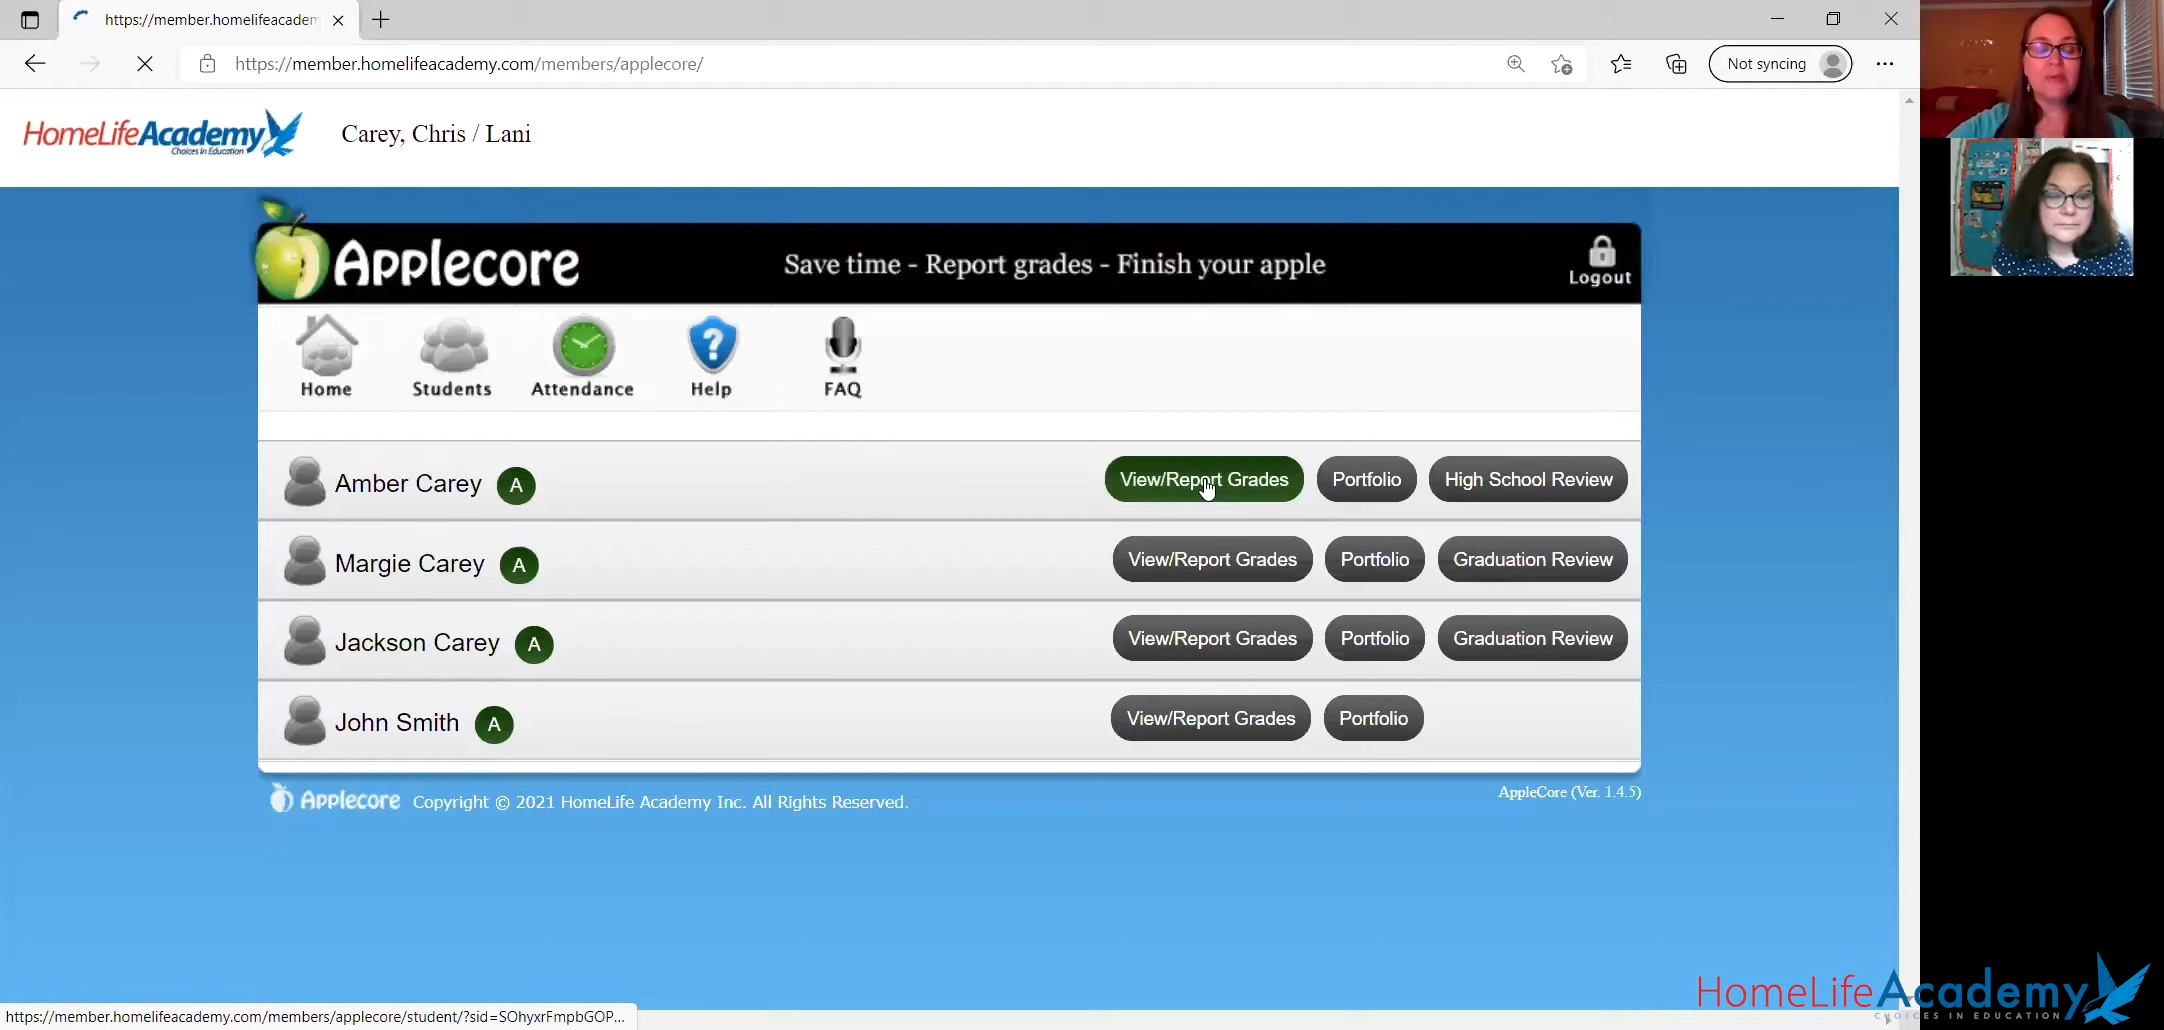 https://member.homelifeacadem
https://member.homelifeacademy.com/members/applecore/
Not syncing
HomeLifeAcademy
Choices In Education
Carey, Chris / Lani
Applecore
Save time - Report grades - Finish your apple
Logout
Home
Students
Attendance
Help
FAQ
Amber Carey A View/Report Grades Portfolio High School Review
Margie Carey A View/Report Grades Portfolio Graduation Review
Jackson Carey A View/Report Grades Portfolio Graduation Review
John Smith A View/Report Grades Portfolio
Applecore Copyright © 2021 HomeLife Academy Inc. All Rights Reserved.
AppleCore (Ver. 1.4.5)
HomeLifeAcademy
CHOICES IN EDUCATION
https://member.homelifeacademy.com/members/applecore/student/?sid=SOhyxrFmpbGOP...